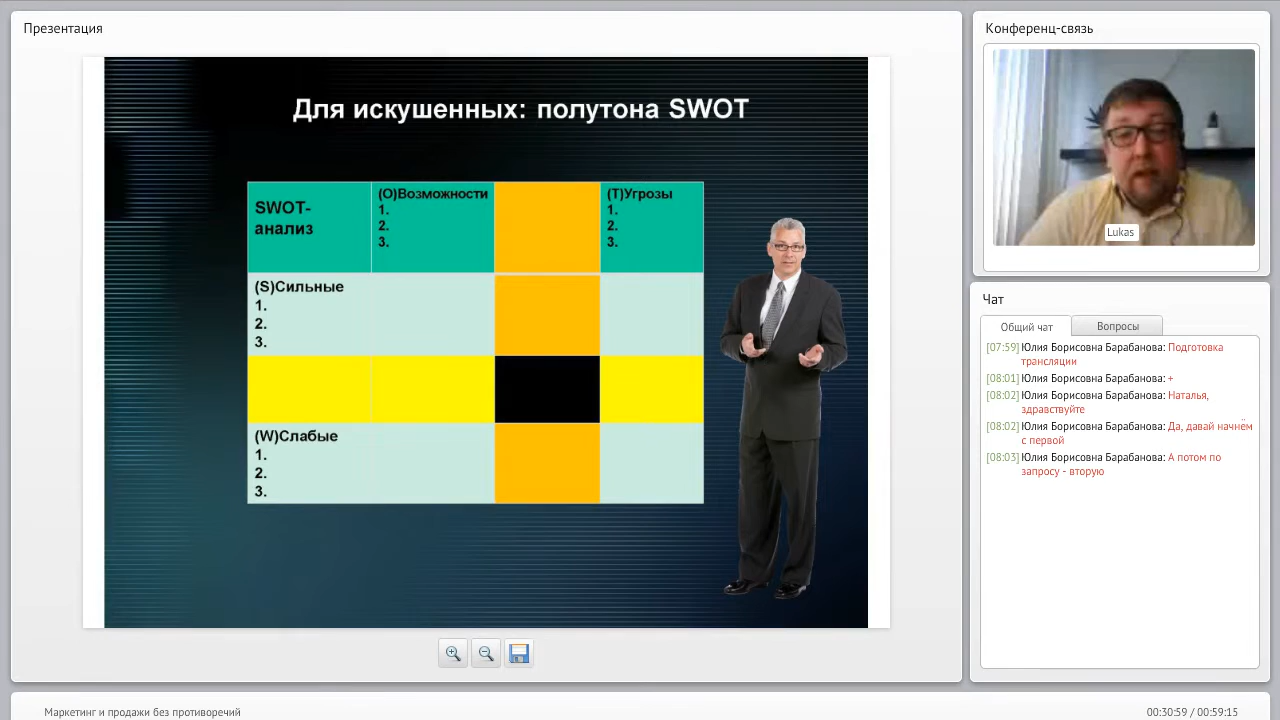 Презентация
Для искушенных: полутона SWOT
SWOT-
анализ
(O)Возможности
1.
2.
3.
(T)Угрозы
1.
2.
3.
(S)Сильные
1.
2.
3.
(W)Слабые
1.
2.
3.
Конференц-связь
Lukas
Чат
Общий чат
Вопросы
[07:59] Юлия Борисовна Барабанова: Подготовка
трансляции
[08:01] Юлия Борисовна Барабанова: +
[08:02] Юлия Борисовна Барабанова: Наталья,
здравствуйте
[08:02] Юлия Борисовна Барабанова: Да, давай начнём
с первой
[08:03] Юлия Борисовна Барабанова: А потом по
запросу - вторую
Маркетинг и продажи без противоречий
00:30:59 / 00:59:15